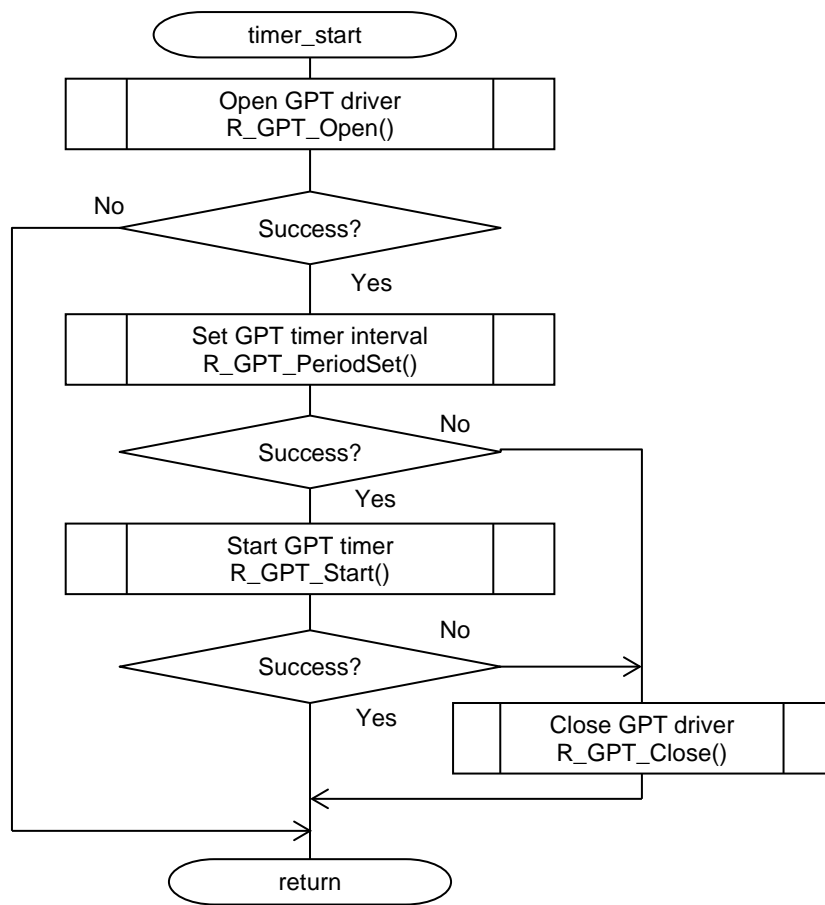 timer_start
Open GPT driver
R_GPT_Open()
No
Success?
Yes
Set GPT timer interval
R_GPT_PeriodSet()
No
Success?
Yes
Start GPT timer
R_GPT_Start()
No
Success?
Yes
Close GPT driver
R_GPT_Close()
return